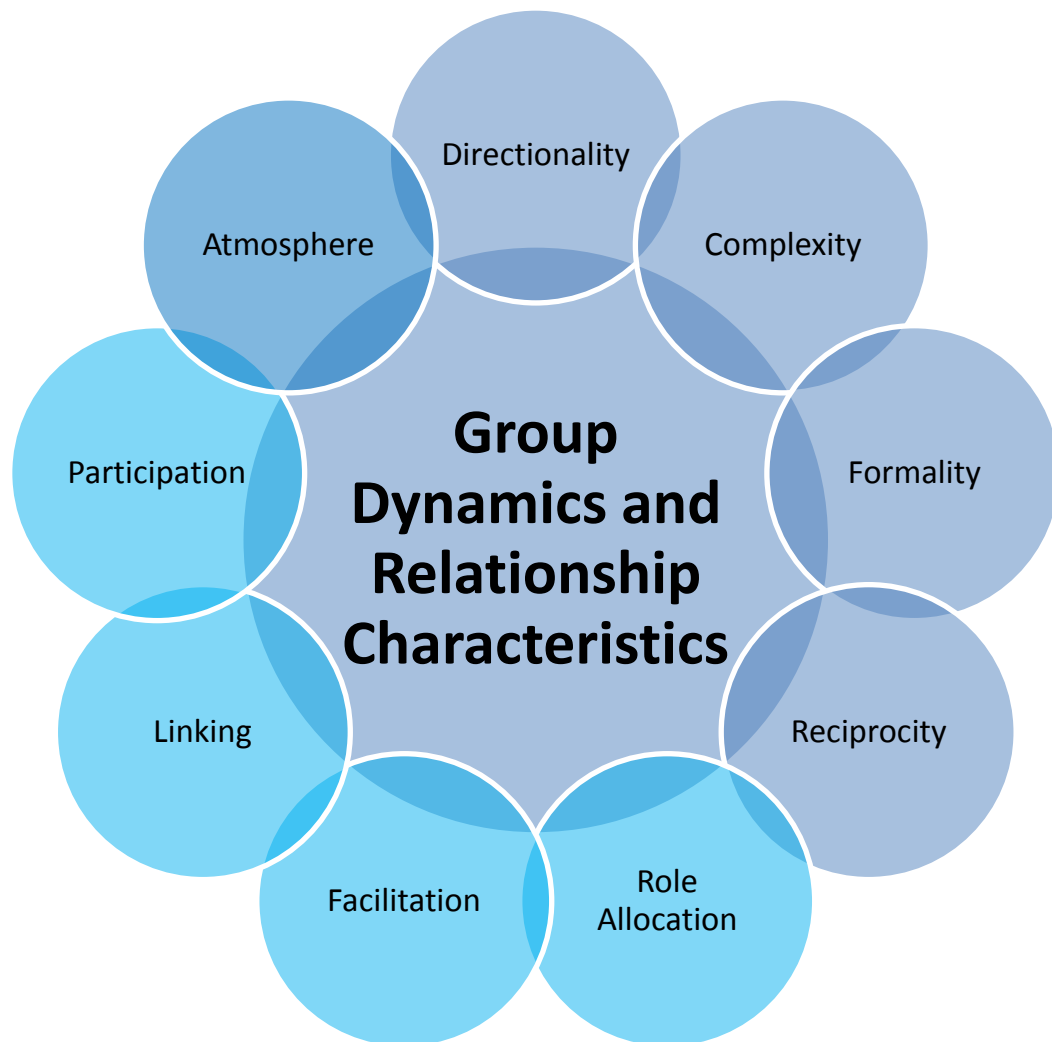 Directionality
Atmosphere
Complexity
Group
Dynamics and
Relationship
Characteristics
Participation
Formality
Linking
Reciprocity
Facilitation
Role
Allocation